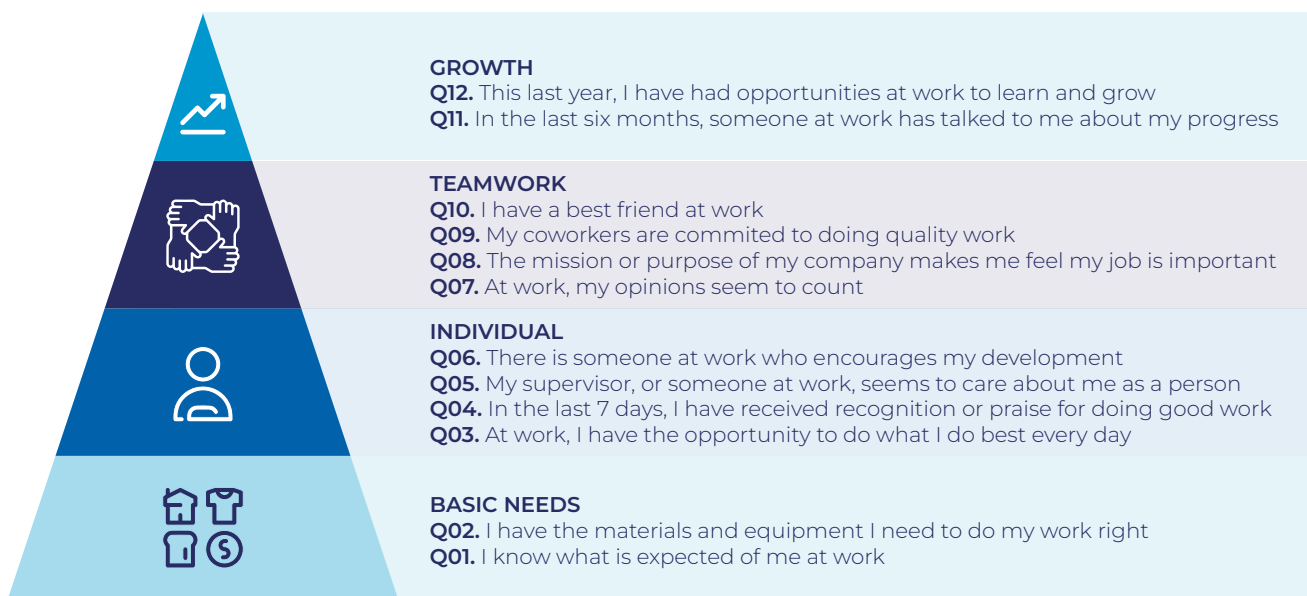 GROWTH
Q12. This last year, I have had opportunities at work to learn and grow
Q11. In the last six months, someone at work has talked to me about my progress
TEAMWORK
Q10. I have a best friend at work
Q09. My coworkers are commited to doing quality work
Q08. The mission or purpose of my company makes me feel my job is important
Q07. At work, my opinions seem to count
INDIVIDUAL
Q06. There is someone at work who encourages my development
Q05. My supervisor, or someone at work, seems to care about me as a person
Q04. In the last 7 days, I have received recognition or praise for doing good work
Q03. At work, I have the opportunity to do what I do best every day
BASIC NEEDS
Q02. I have the materials and equipment I need to do my work right
Q01. I know what is expected of me at work